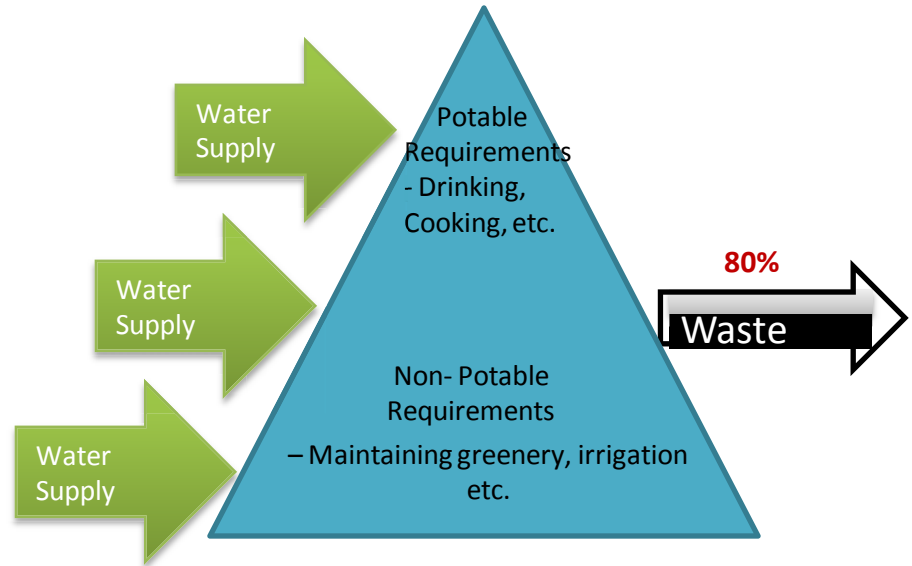 Water
Supply
Potable
Requirements
- Drinking,
Cooking, etc.
80%
Water
Supply
Waste
Non- Potable
Requirements
– Maintaining greenery, irrigation
etc.
Water
Supply